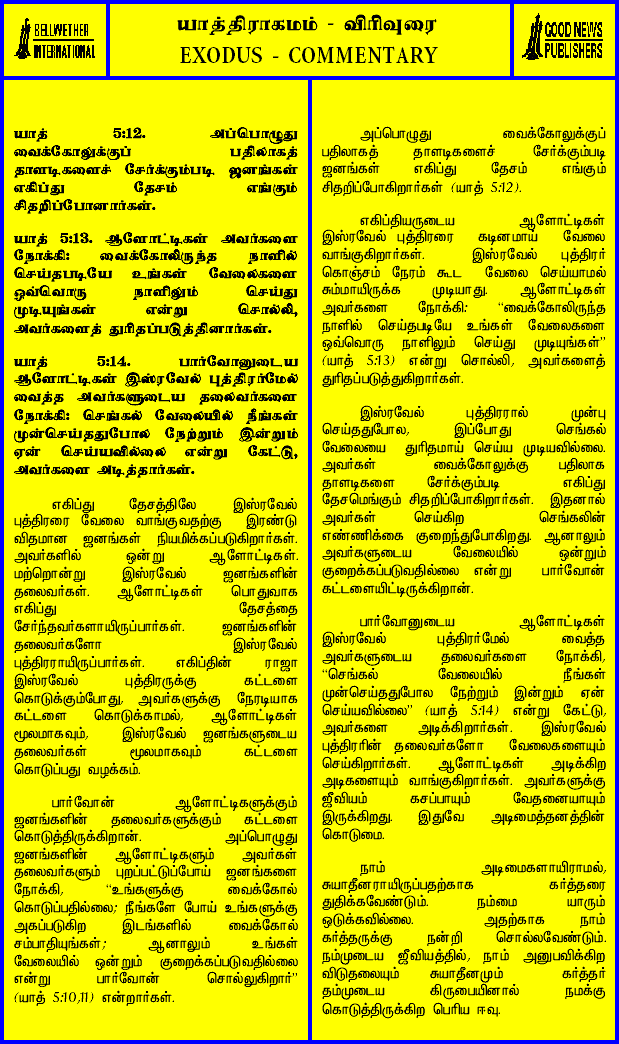 BELLWETHER
INTERNATIONAL
யாத்திராகமம் - விரிவுரை
EXODUS - COMMENTARY
GOOD NEWS
PUBLISHERS
யாத் 5:12. அப்பொழுது
வைக்கோலுக்குப் பதிலாகத்
தாளடிகளைச் சேர்க்கும்படி ஜனங்கள்
எகிப்து தேசம் எங்கும்
சிதறிப்போனார்கள்.
யாத் 5:13. ஆளோட்டிகள் அவர்களை
நோக்கி: வைக்கோலிருந்த நாளில்
செய்தபடியே உங்கள் வேலைகளை
ஒவ்வொரு நாளிலும் செய்து
முடியுங்கள் என்று சொல்லி,
அவர்களைத் துரிதப்படுத்தினார்கள்.
யாத் 5:14. பார்வோனுடைய
ஆளோட்டிகள் இஸ்ரவேல் புத்திரர்மேல்
வைத்த அவர்களுடைய தலைவர்களை
நோக்கி: செங்கல் வேலையில் நீங்கள்
முன்செய்ததுபோல நேற்றும் இன்றும்
ஏன் செய்யவில்லை என்று கேட்டு,
அவர்களை அடித்தார்கள்.
எகிப்து தேசத்திலே இஸ்ரவேல்
புத்திரரை வேலை வாங்குவதற்கு இரண்டு
விதமான ஜனங்கள் நியமிக்கப்படுகிறார்கள்.
அவர்களில் ஒன்று ஆளோட்டிகள்.
மற்றொன்று இஸ்ரவேல் ஜனங்களின்
தலைவர்கள். ஆளோட்டிகள் பொதுவாக
எகிப்து தேசத்தை
சேர்ந்தவர்களாயிருப்பார்கள். ஜனங்களின்
தலைவர்களோ இஸ்ரவேல்
புத்திரராயிருப்பார்கள். எகிப்தின் ராஜா
இஸ்ரவேல் புத்திரருக்கு கட்டளை
கொடுக்கும்போது, அவர்களுக்கு நேரடியாக
கட்டளை கொடுக்காமல், ஆளோட்டிகள்
மூலமாகவும், இஸ்ரவேல் ஜனங்களுடைய
தலைவர்கள் மூலமாகவும் கட்டளை
கொடுப்பது வழக்கம்.
பார்வோன் ஆளோட்டிகளுக்கும்
ஜனங்களின் தலைவர்களுக்கும் கட்டளை
கொடுத்திருக்கிறான். அப்பொழுது
ஜனங்களின் ஆளோட்டிகளும் அவர்கள்
தலைவர்களும் புறப்பட்டுப்போய் ஜனங்களை
நோக்கி, "உங்களுக்கு வைக்கோல்
கொடுப்பதில்லை; நீங்களே போய் உங்களுக்கு
அகப்படுகிற இடங்களில் வைக்கோல்
சம்பாதியுங்கள்; ஆனாலும் உங்கள்
வேலையில் ஒன்றும் குறைக்கப்படுவதில்லை
என்று பார்வோன் சொல்லுகிறார்"
(யாத் 5:10,11) என்றார்கள்.
அப்பொழுது வைக்கோலுக்குப்
பதிலாகத் தாளடிகளைச் சேர்க்கும்படி
ஜனங்கள் எகிப்து தேசம் எங்கும்
சிதறிப்போகிறார்கள் (யாத் 5:12).
எகிப்தியருடைய ஆளோட்டிகள்
இஸ்ரவேல் புத்திரரை கடினமாய் வேலை
வாங்குகிறார்கள். இஸ்ரவேல் புத்திரர்
கொஞ்சம் நேரம் கூட வேலை செய்யாமல்
சும்மாயிருக்க முடியாது. ஆளோட்டிகள்
அவர்களை நோக்கி: "வைக்கோலிருந்த
நாளில் செய்தபடியே உங்கள் வேலைகளை
ஒவ்வொரு நாளிலும் செய்து முடியுங்கள்"
(யாத் 5:13) என்று சொல்லி, அவர்களைத்
துரிதப்படுத்துகிறார்கள்.
இஸ்ரவேல் புத்திரரால் முன்பு
செய்ததுபோல, இப்போது செங்கல்
வேலையை துரிதமாய் செய்ய முடியவில்லை.
அவர்கள் வைக்கோலுக்கு பதிலாக
தாளடிகளை சேர்க்கும்படி எகிப்து
தேசமெங்கும் சிதறிப்போகிறார்கள். இதனால்
அவர்கள் செய்கிற செங்கலின்
எண்ணிக்கை குறைந்துபோகிறது. ஆனாலும்
அவர்களுடைய வேலையில் ஒன்றும்
குறைக்கப்படுவதில்லை என்று பார்வோன்
கட்டளையிட்டிருக்கிறான்.
பார்வோனுடைய ஆளோட்டிகள்
இஸ்ரவேல் புத்திரர்மேல் வைத்த
அவர்களுடைய தலைவர்களை நோக்கி,
"செங்கல் வேலையில் நீங்கள்
முன்செய்ததுபோல நேற்றும் இன்றும் ஏன்
செய்யவில்லை" (யாத் 5:14) என்று கேட்டு,
அவர்களை அடிக்கிறார்கள். இஸ்ரவேல்
புத்திரரின் தலைவர்களோ வேலைகளையும்
செய்கிறார்கள். ஆளோட்டிகள் அடிக்கிற
அடிகளையும் வாங்குகிறார்கள். அவர்களுக்கு
ஜீவியம் கசப்பாயும் வேதனையாயும்
இருக்கிறது. இதுவே அடிமைத்தனத்தின்
கொடுமை.
நாம் அடிமைகளாயிராமல்,
சுயாதீனராயிருப்பதற்காக கர்த்தரை
துதிக்கவேண்டும். நம்மை யாரும்
ஒடுக்கவில்லை. அதற்காக நாம்
கர்த்தருக்கு நன்றி சொல்லவேண்டும்.
நம்முடைய ஜீவியத்தில், நாம் அனுபவிக்கிற
விடுதலையும் சுயாதீனமும் கர்த்தர்
தம்முடைய கிருபையினால் நமக்கு
கொடுத்திருக்கிற பெரிய ஈவு.